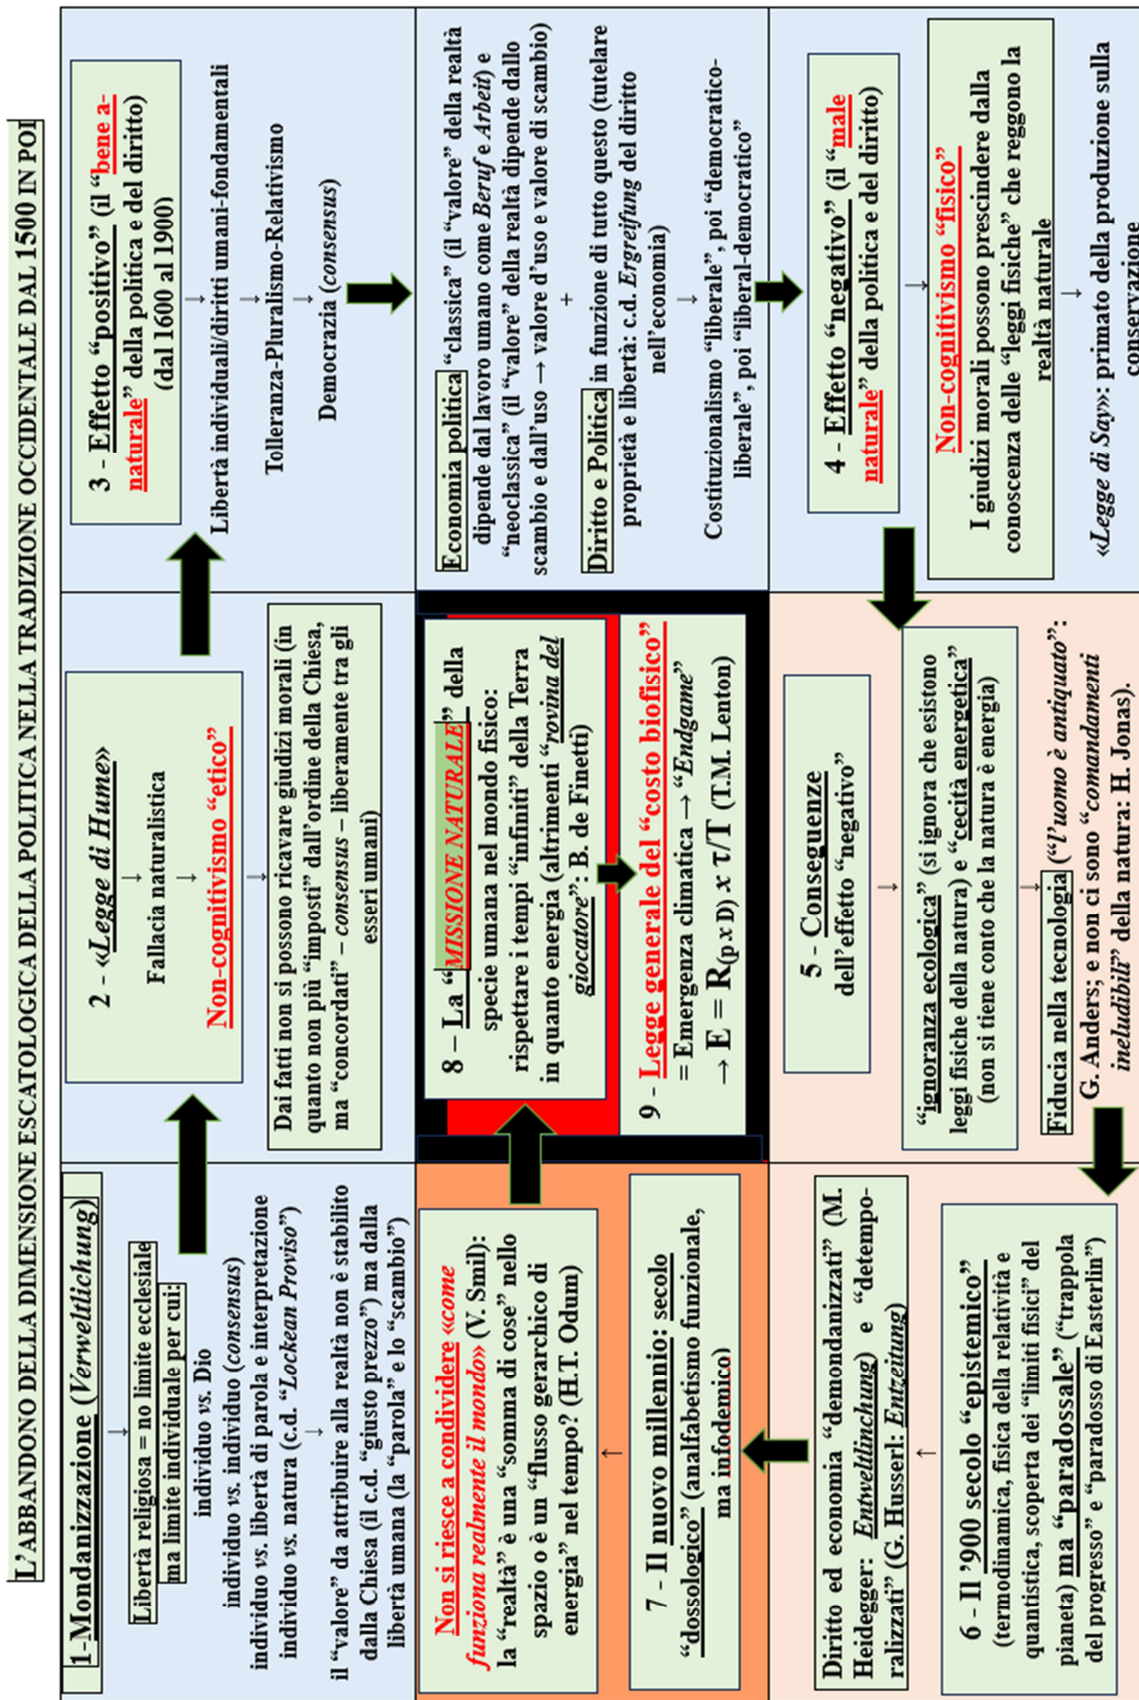 L'ABBANDONO DELLA DIMENSIONE ESCATOLOGICA DELLA POLITICA NELLA TRADIZIONE OCCIDENTALE DAL 1500 IN POI
1-Mondanizzazione (Verweltlichung)
↓
Libertà religiosa = no limite ecclesiale
ma limite individuale per cui:
individuo vs. Dio
individuo vs. individuo (consensus)
individuo vs. libertà di parola e interpretazione
individuo vs. natura (c.d. “Lockean Proviso”)
↓
il “valore” da attribuire alla realtà non è stabilito
dalla Chiesa (il c.d. “giusto prezzo”) ma dalla
libertà umana (la “parola” e lo “scambio”)
2 - «Legge di Hume»
↓
Fallacia naturalistica
↓
Non-cognitivismo “etico”
↓
Dai fatti non si possono ricavare giudizi morali (in
quanto non più “imposti” dall'ordine della Chiesa,
ma “concordati” – consensus – liberamente tra gli
esseri umani)
3 - Effetto “positivo” (il “bene a-
naturale” della politica e del diritto)
(dal 1600 al 1900)
↓
Libertà individuali/diritti umani-fondamentali
↓
Tolleranza-Pluralismo-Relativismo
↓
Democrazia (consensus)
Economia politica “classica” (il “valore” della realtà
dipende dal lavoro umano come Beruf e Arbeit) e
“neoclassica” (il “valore” della realtà dipende dallo
scambio e dall'uso → valore d'uso e valore di scambio)
+
Diritto e Politica in funzione di tutto questo (tutelare
proprietà e libertà: c.d. Ergreifung del diritto
nell'economia)
↓
Costituzionalismo “liberale”, poi “democratico-
liberale”, poi “liberal-democratico”
4 - Effetto “negativo” (il “male
naturale” della politica e del diritto)
↓
Non-cognitivismo “fisico”
I giudizi morali possono prescindere dalla
conoscenza delle “leggi fisiche” che reggono la
realtà naturale
↓
«Legge di Say»: primato della produzione sulla
conservazione
5 - Conseguenze
dell'effetto “negativo”
↓
“ignoranza ecologica” (si ignora che esistono
leggi fisiche della natura) e “cecità energetica”
(non si tiene conto che la natura è energia)
↓
Fiducia nella tecnologia (“l'uomo è antiquato”:
G. Anders; e non ci sono “comandamenti
ineludibili” della natura: H. Jonas).
6 - Il '900 secolo “epistemico”
(termodinamica, fisica della relatività e
quantistica, scoperta dei “limiti fisici” del
pianeta) ma “paradossale” (“trappola
del progresso” e “paradosso di Easterlin”)
↑
Diritto ed economia “demondanizzati” (M.
Heidegger: Entweltlinchung) e “detempo-
ralizzati” (G. Husserl: Entzeitung)
7 - Il nuovo millennio: secolo
“dossologico” (analfabetismo funzionale,
ma infodemico)
↑
Non si riesce a condividere «come
funziona realmente il mondo» (V. Smil):
la “realtà” è una “somma di cose” nello
spazio o è un “flusso gerarchico di
energia” nel tempo? (H.T. Odum)
8 – La “MISSIONE NATURALE” della
specie umana nel mondo fisico:
rispettare i tempi “infiniti” della Terra
in quanto energia (altrimenti “rovina del
giocatore”: B. de Finetti)
9 - Legge generale del “costo biofisico”
= Emergenza climatica → “Endgame”
→ E = R(p x D) x τ/T (T.M. Lenton)